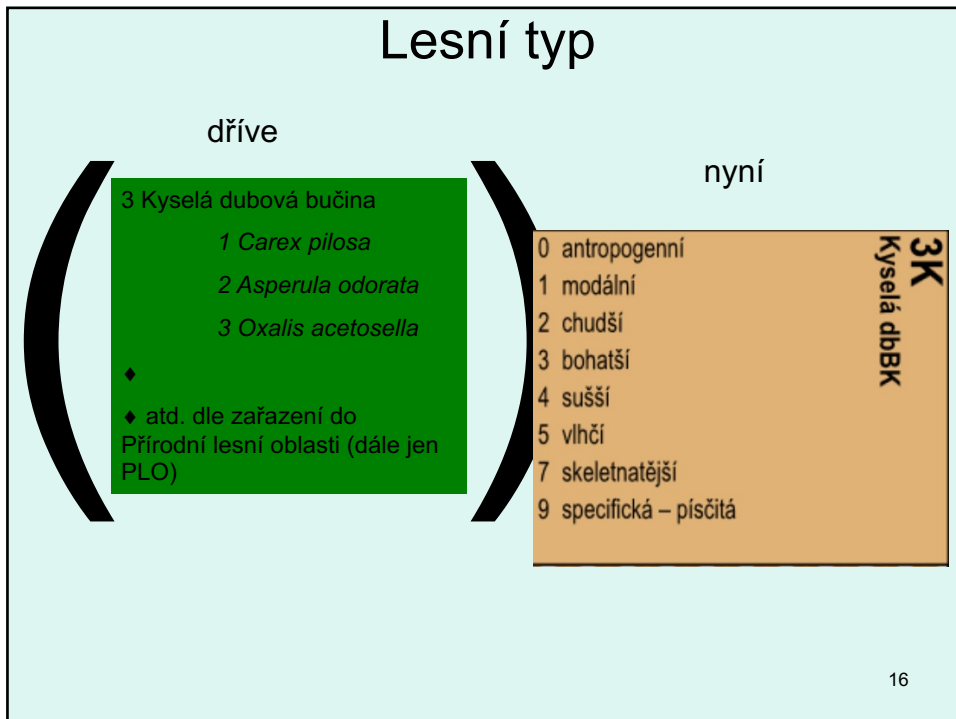 Lesní typ
dříve
3 Kyselá dubová bučina
1 Carex pilosa
2 Asperula odorata
3 Oxalis acetosella
♦
♦ atd. dle zařazení do
Přírodní lesní oblasti (dále jen
PLO)
nyní
3K
Kyselá dbBK
0 antropogenní
1 modální
2 chudší
3 bohatší
4 sušší
5 vlhčí
7 skeletnatější
9 specifická – písčitá
16